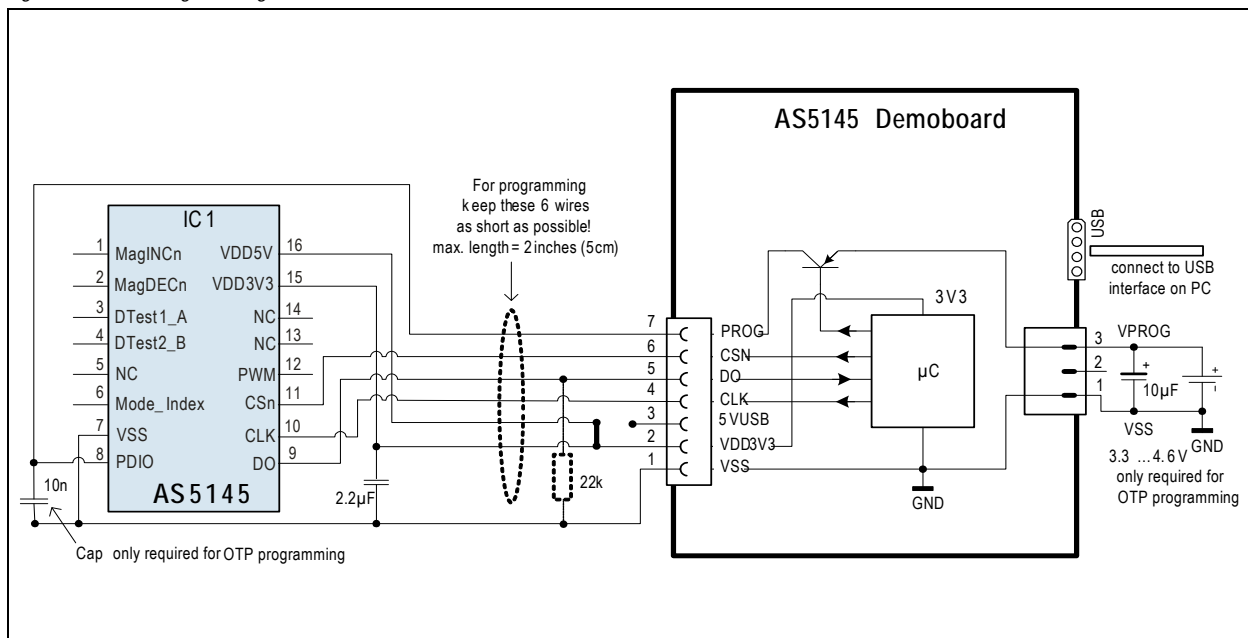 AS5145 Demoboard
For programming
keep these 6 wires
as short as possible!
max. length = 2 inches (5cm)
IC1
1 MagINCn
2 MagDECn
3 DTest1_A
4 DTest2_B
5 NC
6 Mode_Index
7 VSS
8 PDIO
VDD5V 16
VDD3V3 15
NC 14
NC 13
PWM 12
CSn 11
CLK 10
DO 9
AS5145
10n
Cap only required for OTP programming
2.2µF
22k
7 PROG
6 CSN
5 DO
4 CLK
3 5VUSB
2 VDD3V3
1 VSS
3V3
µC
GND
USB
connect to USB
interface on PC
3 VPROG
2
1
+
10µF
+
-
VSS
GND
3.3 ...4.6V
only required for
OTP programming